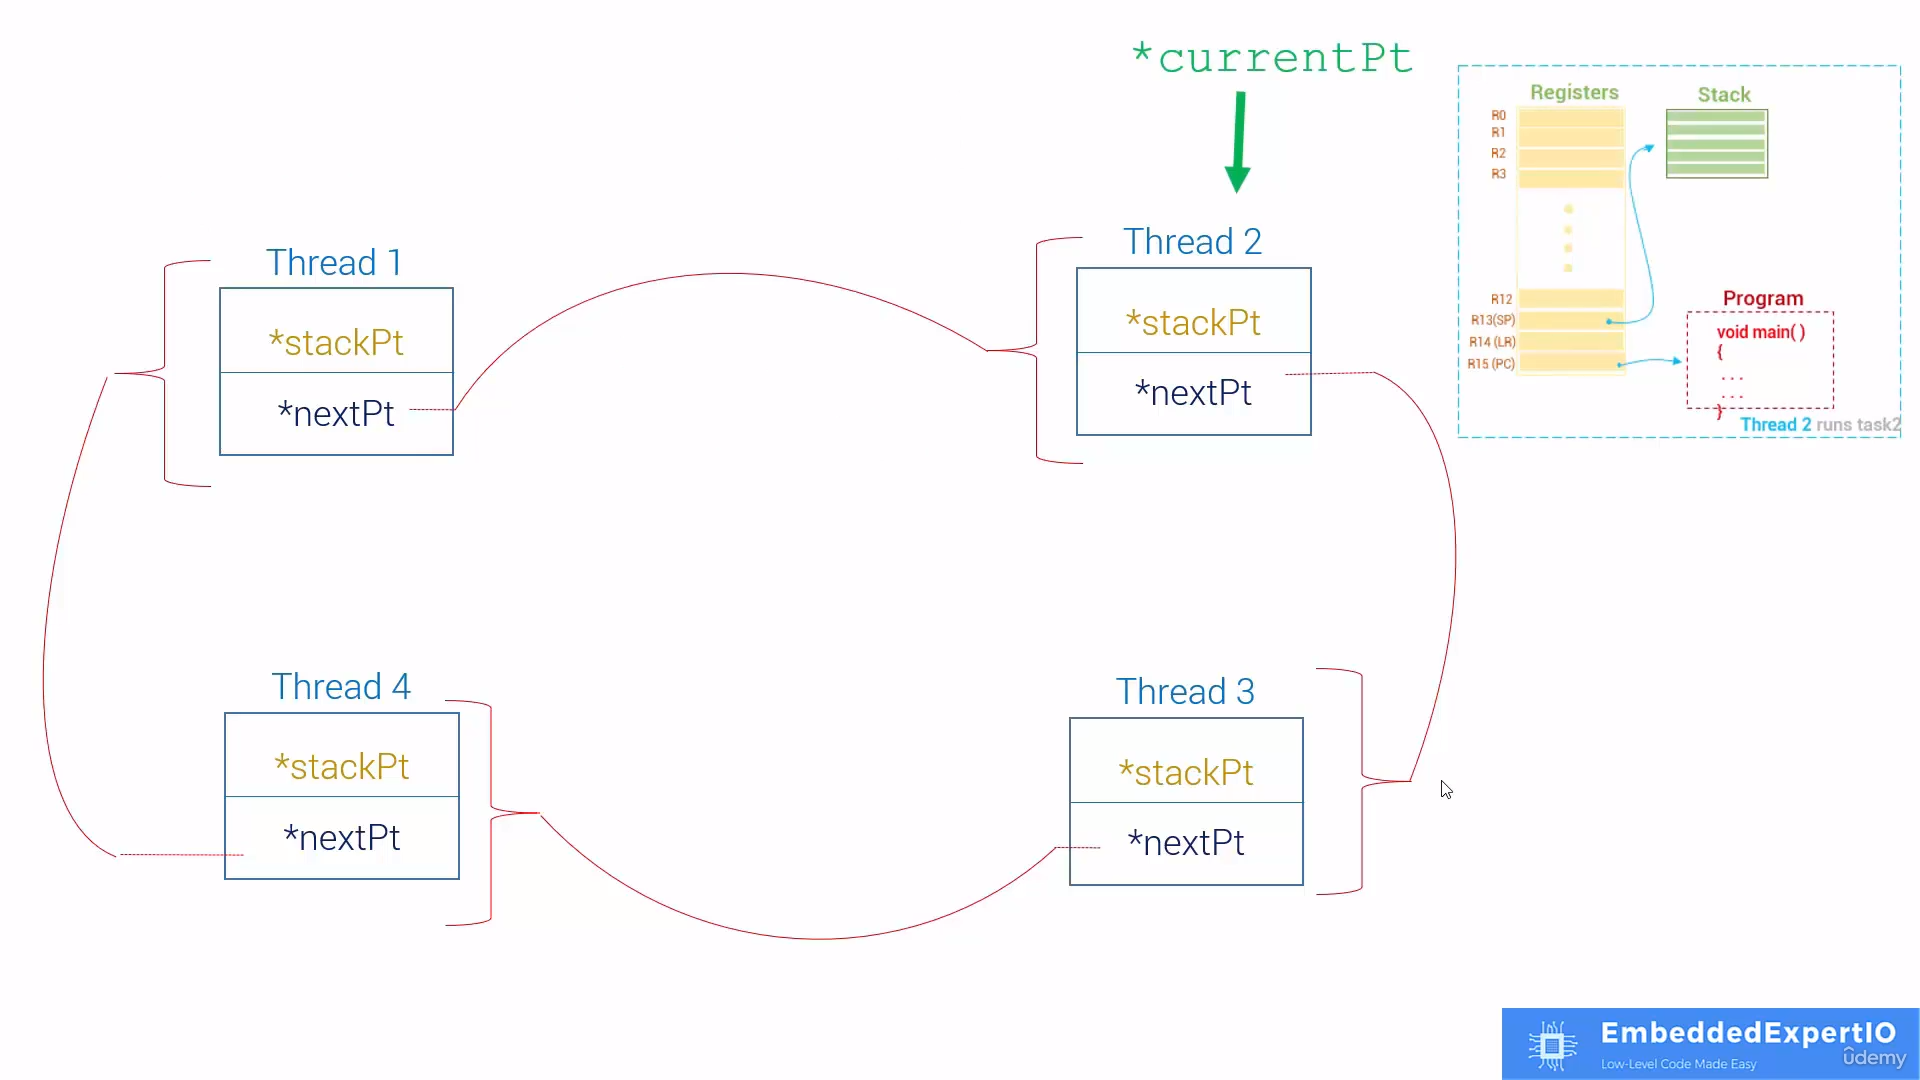 *currentPt
Registers
Stack
R0
R1
R2
R3
R12
R13(SP)
R14 (LR)
R15 (PC)
Program
void main( )
{
. . .
. . .
}
Thread 2 runs task2
Thread 1
*stackPt
*nextPt
Thread 2
*stackPt
*nextPt
Thread 4
*stackPt
*nextPt
Thread 3
*stackPt
*nextPt
EmbeddedExpertIO
Low-Level Code Made Easy
udemy